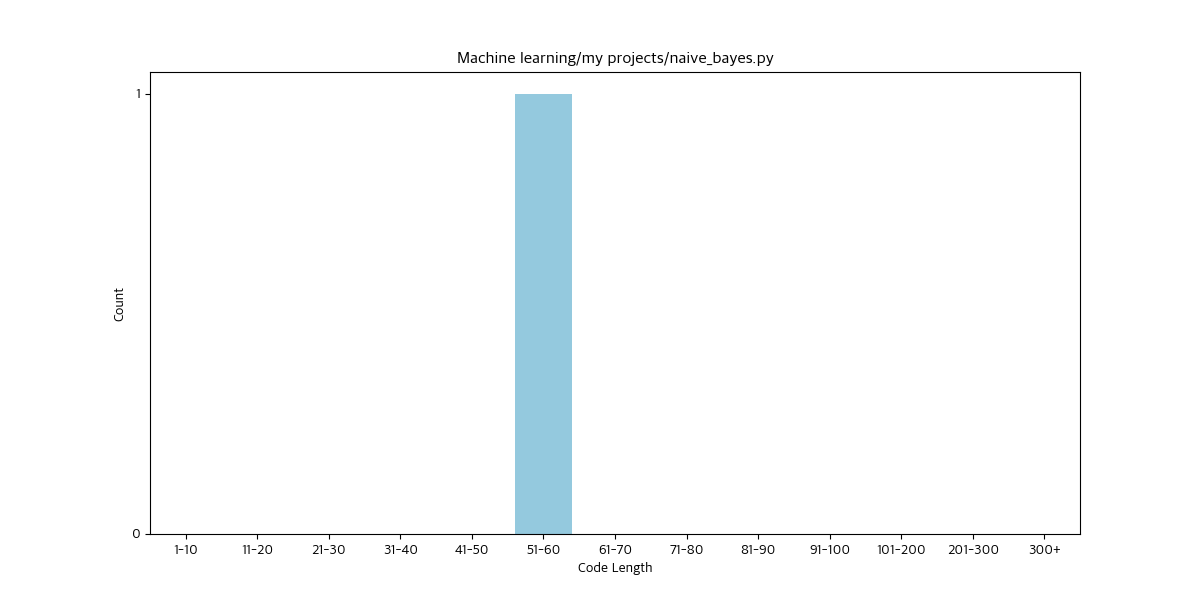 Machine learning/my projects/naive_bayes.py
1
Count
0
1-10 11-20 21-30 31-40 41-50 51-60 61-70 71-80 81-90 91-100 101-200 201-300 300+
Code Length